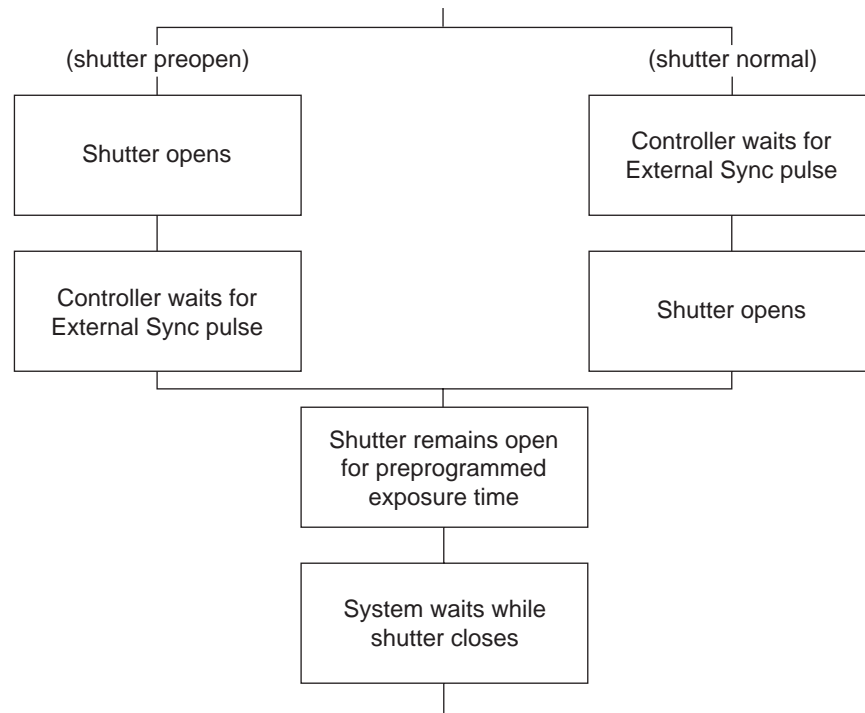 (shutter preopen)
(shutter normal)
Shutter opens
Controller waits for
External Sync pulse
Controller waits for
External Sync pulse
Shutter opens
Shutter remains open
for preprogrammed
exposure time
System waits while
shutter closes